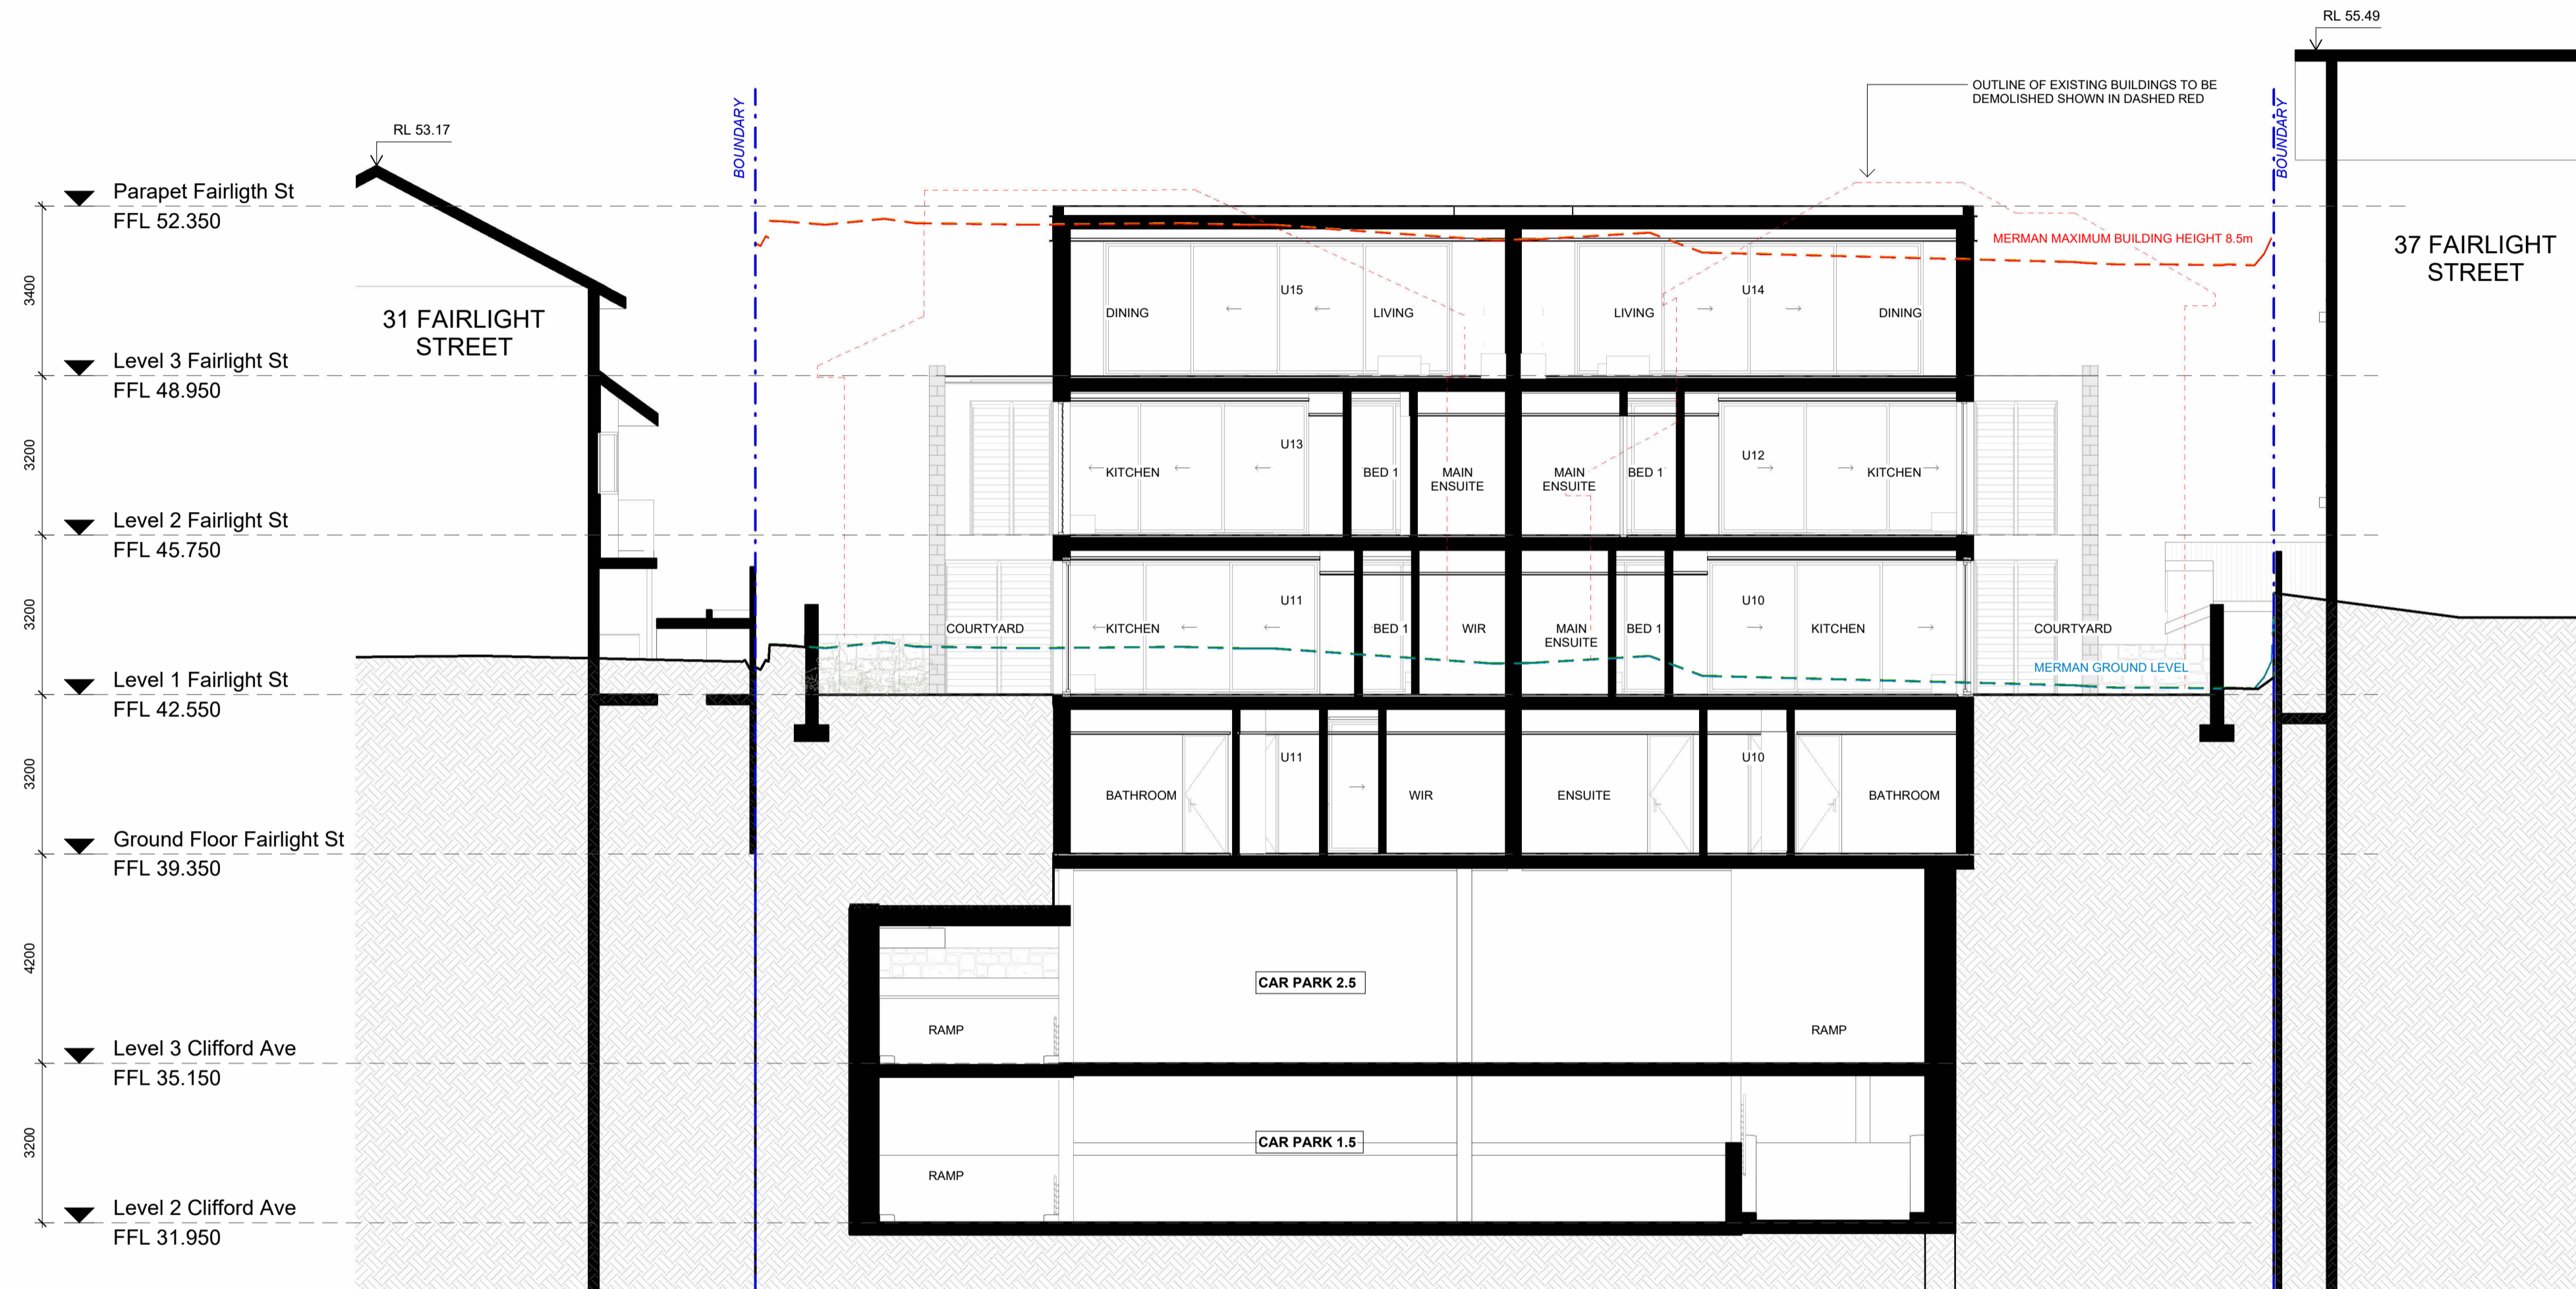 RL 55.49
OUTLINE OF EXISTING BUILDINGS TO BE
DEMOLISHED SHOWN IN DASHED RED
BOUNDARY
BOUNDARY
RL 53.17
Parapet Fairligth St
FFL 52.350
MERMAN MAXIMUM BUILDING HEIGHT 8.5m
37 FAIRLIGHT
STREET
3400
U15
U14
31 FAIRLIGHT
STREET
DINING
LIVING
LIVING
DINING
Level 3 Fairlight St
FFL 48.950
3200
U13
U12
KITCHEN
BED 1
MAIN
ENSUITE
MAIN
ENSUITE
BED 1
KITCHEN
Level 2 Fairlight St
FFL 45.750
3200
U11
U10
COURTYARD
KITCHEN
BED 1
WIR
MAIN
ENSUITE
BED 1
KITCHEN
COURTYARD
MERMAN GROUND LEVEL
Level 1 Fairlight St
FFL 42.550
3200
U11
U10
BATHROOM
WIR
ENSUITE
BATHROOM
Ground Floor Fairlight St
FFL 39.350
4200
CAR PARK 2.5
RAMP
RAMP
Level 3 Clifford Ave
FFL 35.150
3200
CAR PARK 1.5
RAMP
Level 2 Clifford Ave
FFL 31.950